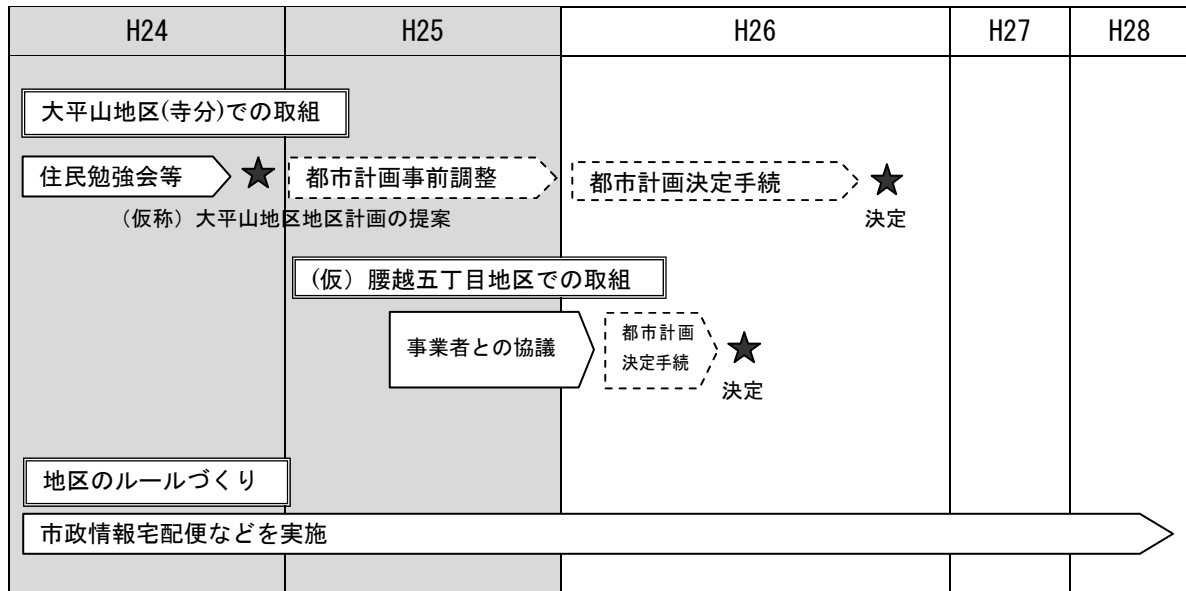 H24 H25 H26 H27 H28
大平山地区(寺分)での取組
住民勉強会等 ★ 都市計画事前調整 都市計画決定手続 ★
(仮称)大平山地区地区計画の提案 決定
(仮)腰越五丁目地区での取組
事業者との協議 都市計画
決定手続 ★
決定
地区のルールづくり
市政情報宅配便などを実施